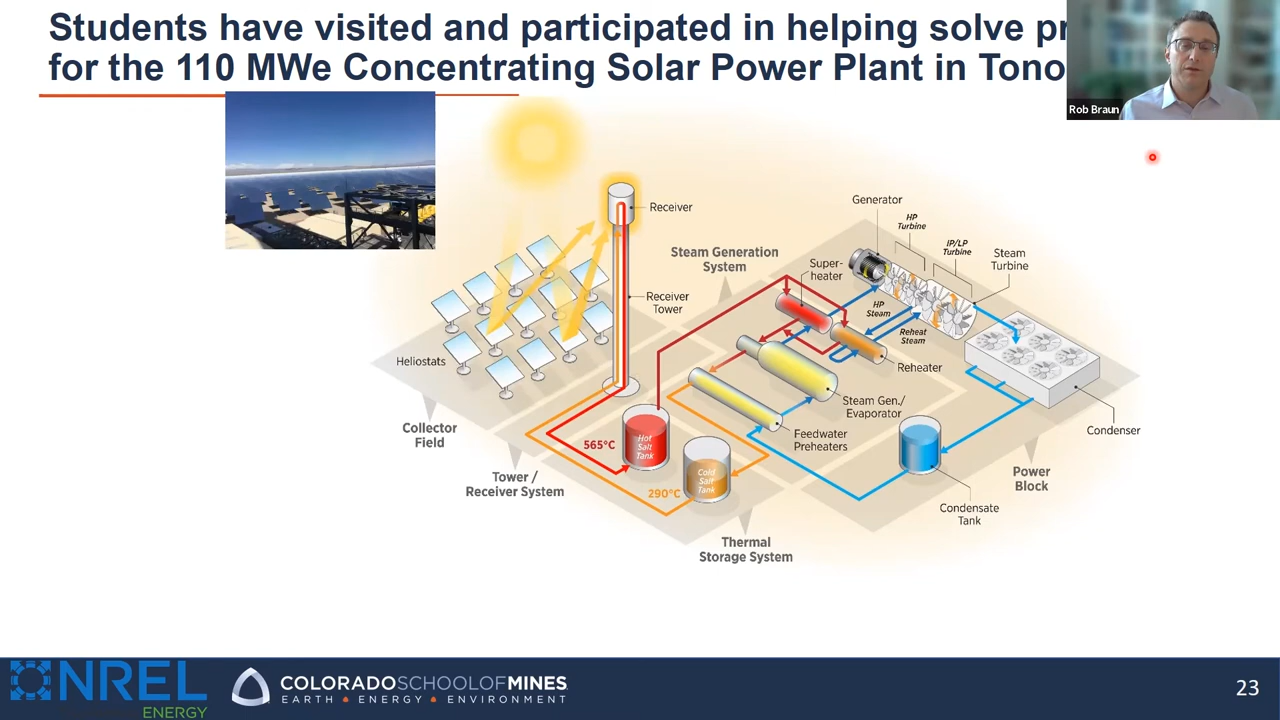 Students have visited and participated in helping solve pr
for the 110 MWe Concentrating Solar Power Plant in Tono
Rob Braun
Receiver
Generator
HP
Turbine
IP/LP
Turbine
Steam
Turbine
Steam Generation
System
Super-
heater
Receiver
Tower
HP
Steam
Reheat
Steam
Heliostats
Reheater
Steam Gen./
Evaporator
Collector
Field
Feedwater
Preheaters
Condenser
565°C
Hot
Salt
Tank
Tower /
Receiver System
290°C
Cold
Salt
Tank
Power
Block
Condensate
Tank
Thermal
Storage System
NREL
ENERGY
COLORADOSCHOOLOFMINES
EARTH • ENERGY • ENVIRONMENT
23